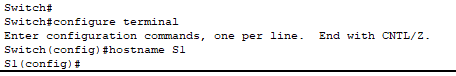 Switch#
Switch#configure terminal
Enter configuration commands, one per line.  End with CNTL/Z.
Switch(config)#hostname S1
S1(config)#